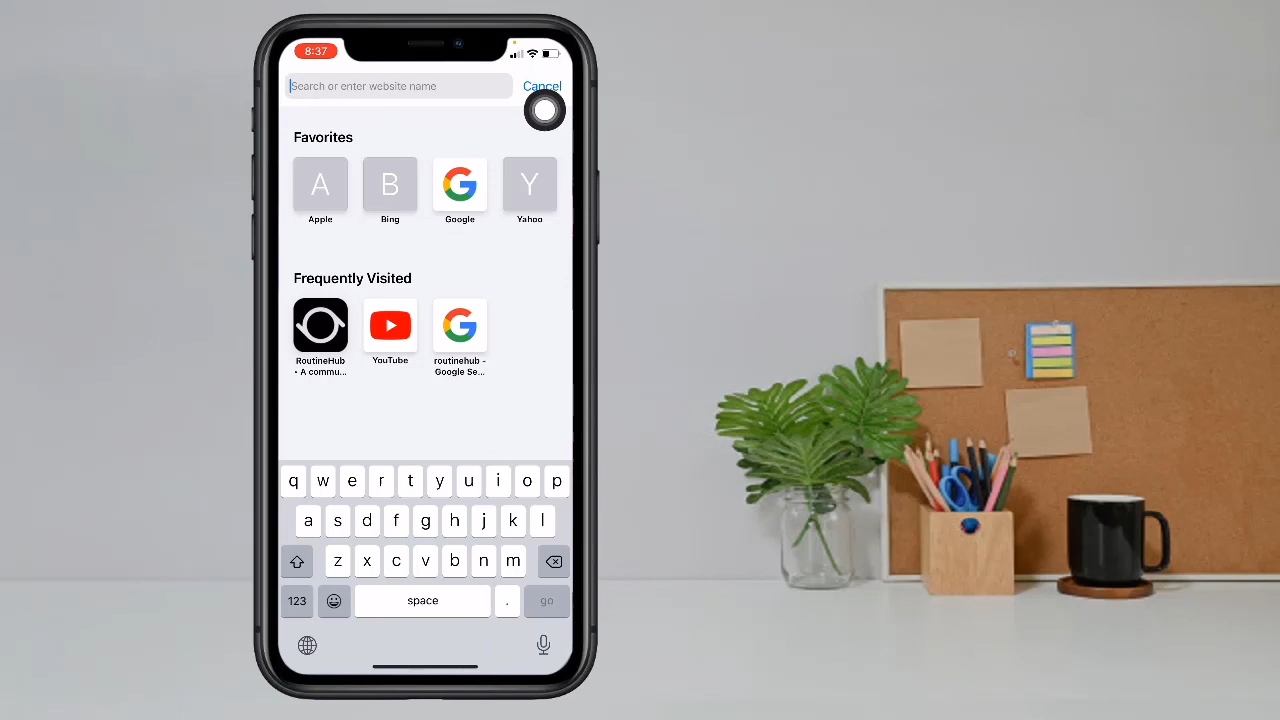 8:37
Search or enter website name
Cancel
Favorites
A
B
Y
Apple
Bing
Google
Yahoo
Frequently Visited
RoutineHub
• A commu...
YouTube
routinehub -
Google Se...
q w e r t y u i o p
a s d f g h j k l
z x c v b n m
123
space
.
go